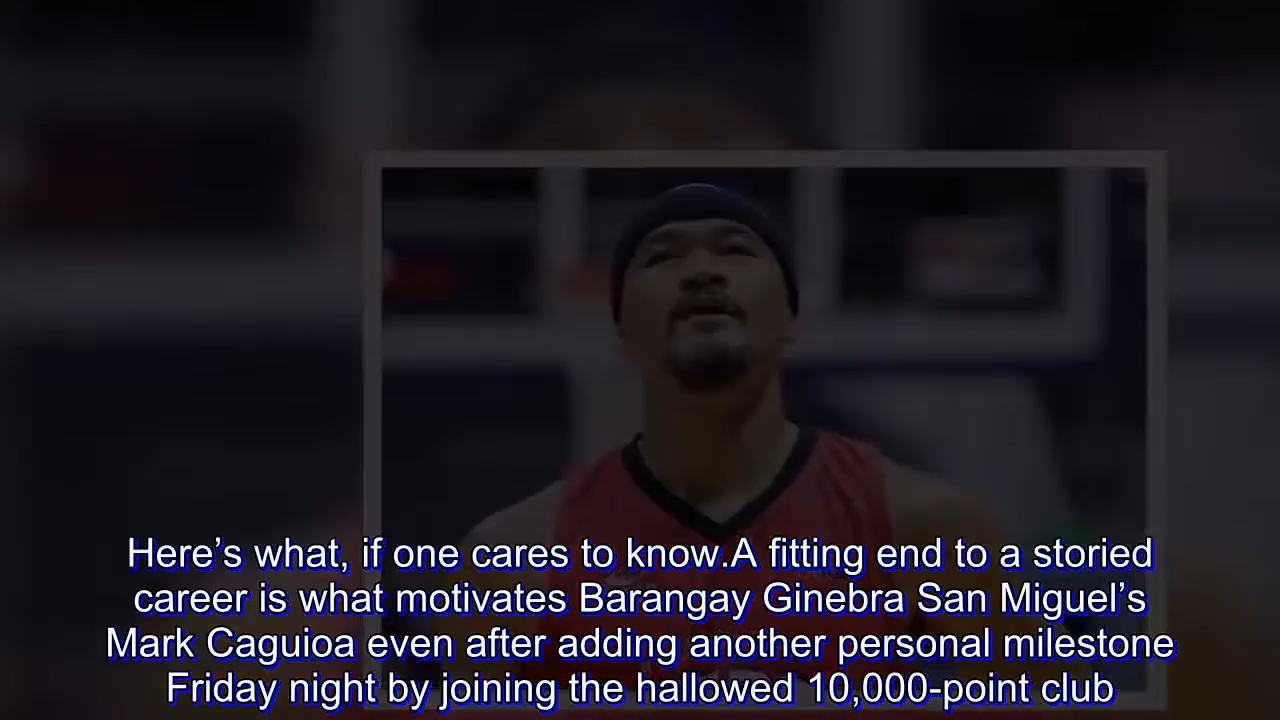 Here’s what, if one cares to know.A fitting end to a storied
career is what motivates Barangay Ginebra San Miguel’s
Mark Caguioa even after adding another personal milestone
Friday night by joining the hallowed 10,000-point club